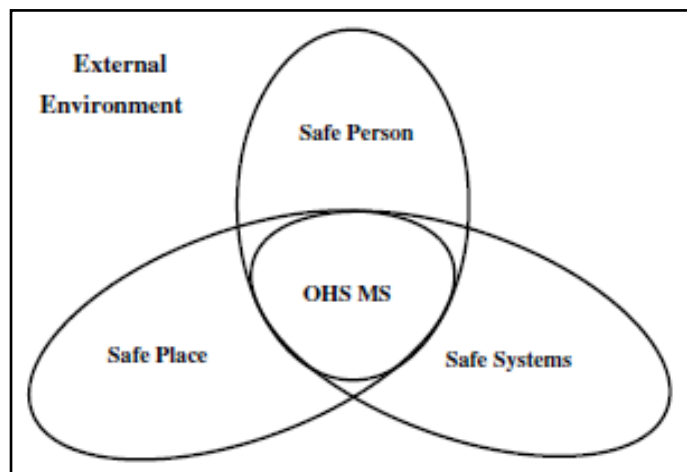 External
Environment
Safe Person
OHS MS
Safe Place
Safe Systems